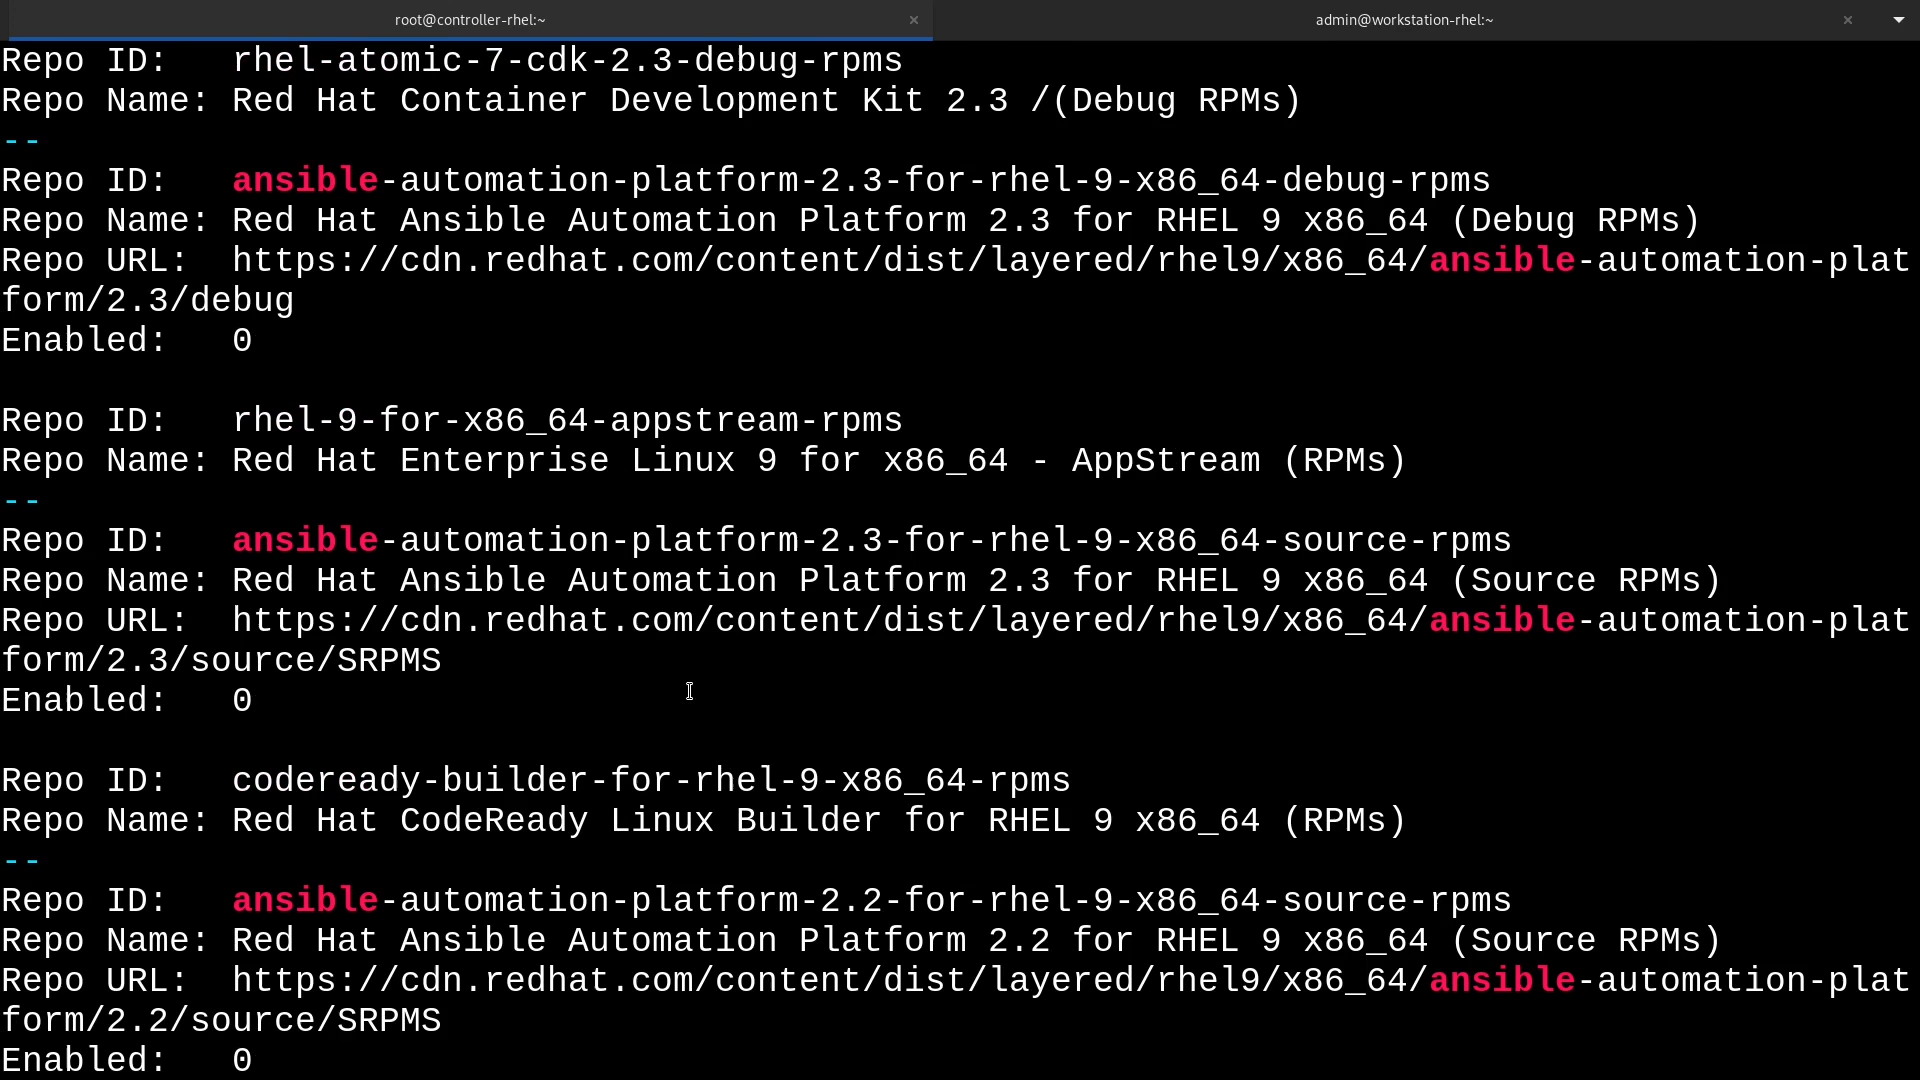 root@controller-rhel:~ × admin@workstation-rhel:~ ×
Repo ID:   rhel-atomic-7-cdk-2.3-debug-rpms
Repo Name: Red Hat Container Development Kit 2.3 /(Debug RPMs)
--
Repo ID:   ansible-automation-platform-2.3-for-rhel-9-x86_64-debug-rpms
Repo Name: Red Hat Ansible Automation Platform 2.3 for RHEL 9 x86_64 (Debug RPMs)
Repo URL:  https://cdn.redhat.com/content/dist/layered/rhel9/x86_64/ansible-automation-plat
form/2.3/debug
Enabled:   0
Repo ID:   rhel-9-for-x86_64-appstream-rpms
Repo Name: Red Hat Enterprise Linux 9 for x86_64 - AppStream (RPMs)
--
Repo ID:   ansible-automation-platform-2.3-for-rhel-9-x86_64-source-rpms
Repo Name: Red Hat Ansible Automation Platform 2.3 for RHEL 9 x86_64 (Source RPMs)
Repo URL:  https://cdn.redhat.com/content/dist/layered/rhel9/x86_64/ansible-automation-plat
form/2.3/source/SRPMS
Enabled:   0
Repo ID:   codeready-builder-for-rhel-9-x86_64-rpms
Repo Name: Red Hat CodeReady Linux Builder for RHEL 9 x86_64 (RPMs)
--
Repo ID:   ansible-automation-platform-2.2-for-rhel-9-x86_64-source-rpms
Repo Name: Red Hat Ansible Automation Platform 2.2 for RHEL 9 x86_64 (Source RPMs)
Repo URL:  https://cdn.redhat.com/content/dist/layered/rhel9/x86_64/ansible-automation-plat
form/2.2/source/SRPMS
Enabled:   0